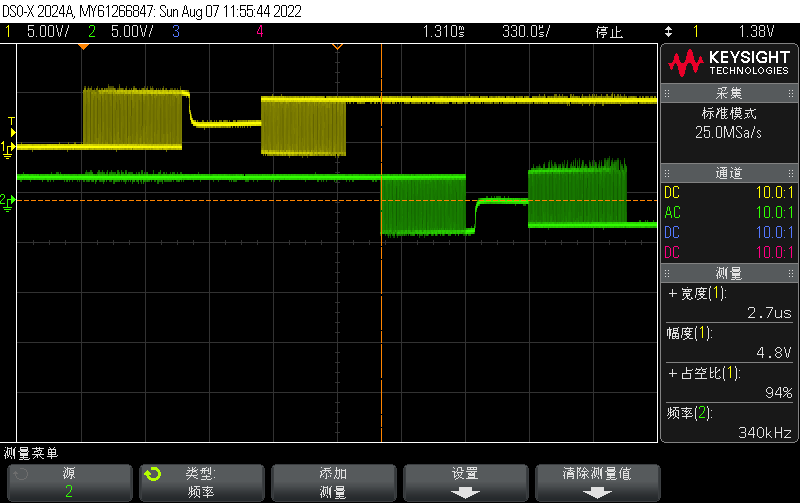 DSO-X 2024A, MY61266847: Sun Aug 07 11:55:44 2022
1 5.00V/ 2 5.00V/ 3 4 1.310s 330.0s/ 停止 1 1.38V
KEYSIGHT
TECHNOLOGIES
采集
标准模式
25.0MSa/s
通道
DC 10.0:1
AC 10.0:1
DC 10.0:1
DC 10.0:1
测量
+宽度(1):
2.7us
幅度(1):
4.8V
+占空比(1):
94%
频率(2):
340kHz
T
1
2
测量菜单
源
2
类型:
频率
添加
测量
设置
清除测量值